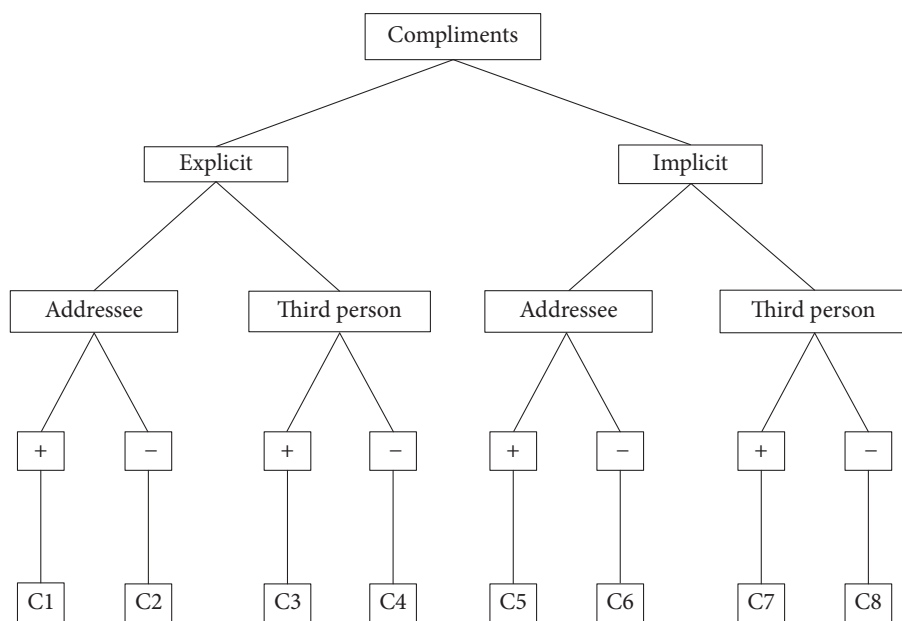 Compliments
Explicit
Implicit
Addressee
Third person
Addressee
Third person
+
−
+
−
+
−
+
−
C1
C2
C3
C4
C5
C6
C7
C8